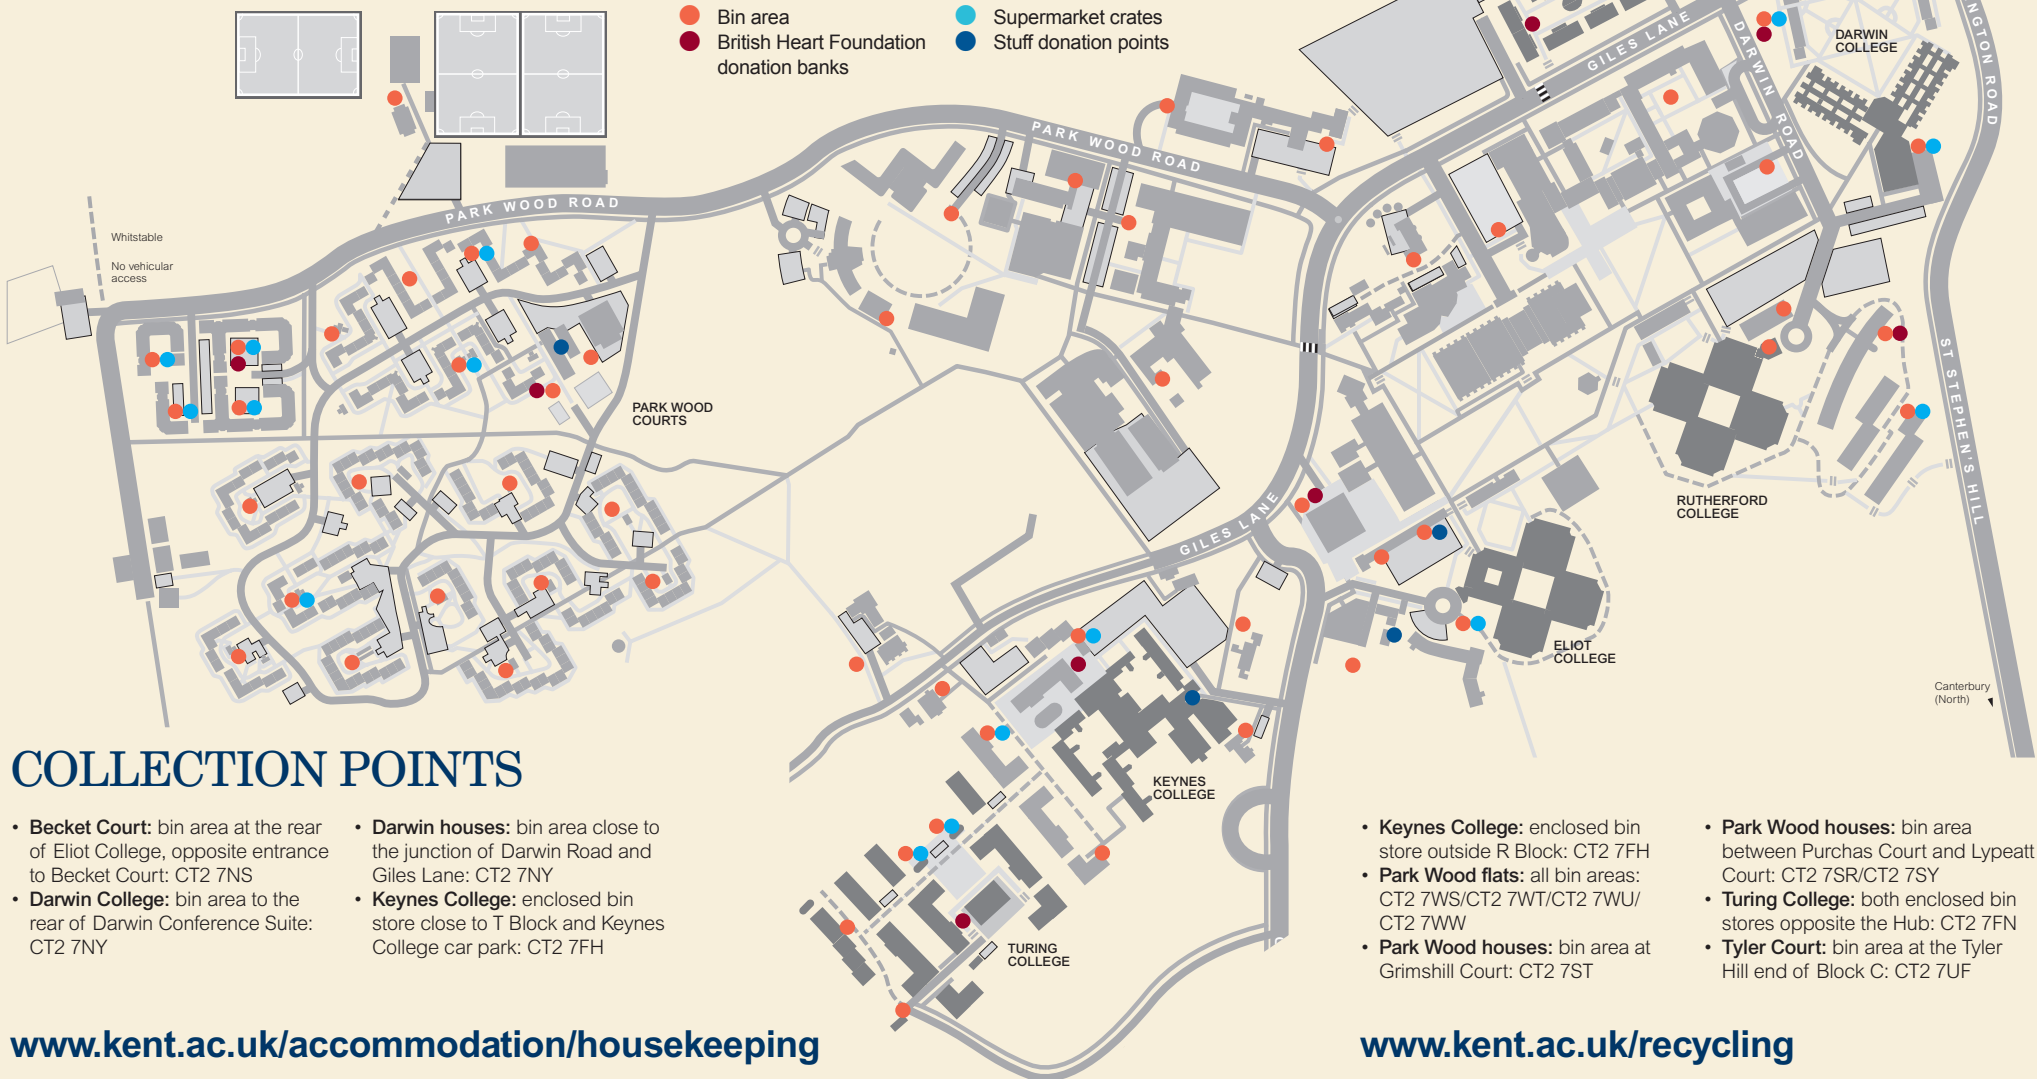 Bin area
British Heart Foundation
donation banks
Supermarket crates
Stuff donation points
GILES LANE
DARWIN ROAD
DARWIN
COLLEGE
NGTON ROAD
PARK WOOD ROAD
PARK WOOD ROAD
Whitstable
No vehicular
access
PARK WOOD
COURTS
ST STEPHEN'S HILL
RUTHERFORD
COLLEGE
GILES LANE
ELIOT
COLLEGE
Canterbury
(North)
KEYNES
COLLEGE
TURING
COLLEGE
COLLECTION POINTS
• Becket Court: bin area at the rear
of Eliot College, opposite entrance
to Becket Court: CT2 7NS
• Darwin College: bin area to the
rear of Darwin Conference Suite:
CT2 7NY
• Darwin houses: bin area close to
the junction of Darwin Road and
Giles Lane: CT2 7NY
• Keynes College: enclosed bin
store close to T Block and Keynes
College car park: CT2 7FH
• Keynes College: enclosed bin
store outside R Block: CT2 7FH
• Park Wood flats: all bin areas:
CT2 7WS/CT2 7WT/CT2 7WU/
CT2 7WW
• Park Wood houses: bin area at
Grimshill Court: CT2 7ST
• Park Wood houses: bin area
between Purchas Court and Lypeatt
Court: CT2 7SR/CT2 7SY
• Turing College: both enclosed bin
stores opposite the Hub: CT2 7FN
• Tyler Court: bin area at the Tyler
Hill end of Block C: CT2 7UF
www.kent.ac.uk/accommodation/housekeeping
www.kent.ac.uk/recycling